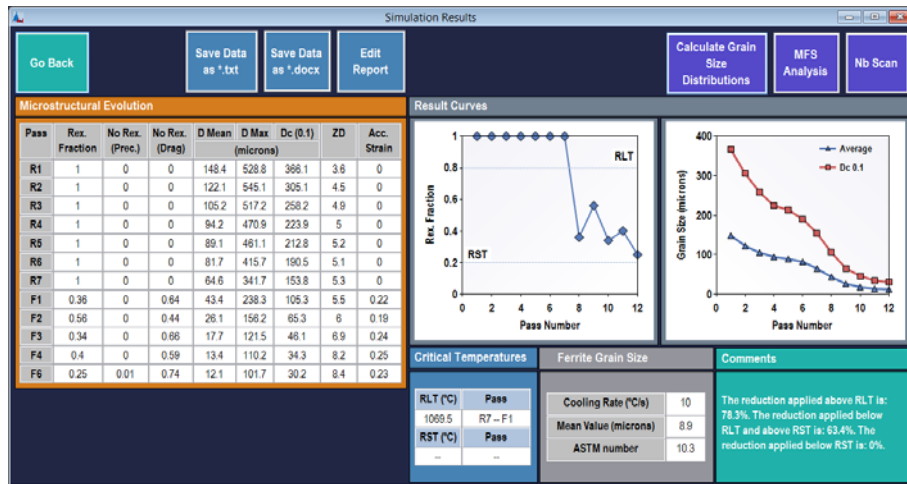 Simulation Results
Go Back
Save Data as *.txt
Save Data as *.docx
Edit Report
Calculate Grain Size Distributions
MFS Analysis
Nb Scan
Microstructural Evolution
Pass Rex. Fraction No Rex. (Prec.) No Rex. (Drag) D Mean D Max Dc (0.1) (microns) ZD Acc. Strain
R1 1 0 0 148.4 528.8 366.1 3.6 0
R2 1 0 0 122.1 545.1 305.1 4.5 0
R3 1 0 0 105.2 517.2 258.2 4.9 0
R4 1 0 0 94.2 470.9 223.9 5 0
R5 1 0 0 89.1 461.1 212.8 5.2 0
R6 1 0 0 81.7 415.7 190.5 5.1 0
R7 1 0 0 64.6 341.7 153.8 5.3 0
F1 0.36 0 0.64 43.4 238.3 105.3 5.5 0.22
F2 0.56 0 0.44 26.1 156.2 65.3 6 0.19
F3 0.34 0 0.66 17.7 121.5 46.1 6.9 0.24
F4 0.4 0 0.59 13.4 110.2 34.3 8.2 0.25
F6 0.25 0.01 0.74 12.1 101.7 30.2 8.4 0.23
Result Curves
Rex. Fraction
1
0.8
0.6
0.4
0.2
0
RLT
RST
0 2 4 6 8 10 12
Pass Number
Grain Size (microns)
400
300
200
100
0
Average
Dc 0.1
0 2 4 6 8 10 12
Pass Number
Critical Temperatures
RLT (°C) Pass
1069.5 R7 -- F1
RST (°C) Pass
-- --
Ferrite Grain Size
Cooling Rate (°C/s) 10
Mean Value (microns) 8.9
ASTM number 10.3
Comments
The reduction applied above RLT is:
78.3%. The reduction applied below
RLT and above RST is: 63.4%. The
reduction applied below RST is: 0%.